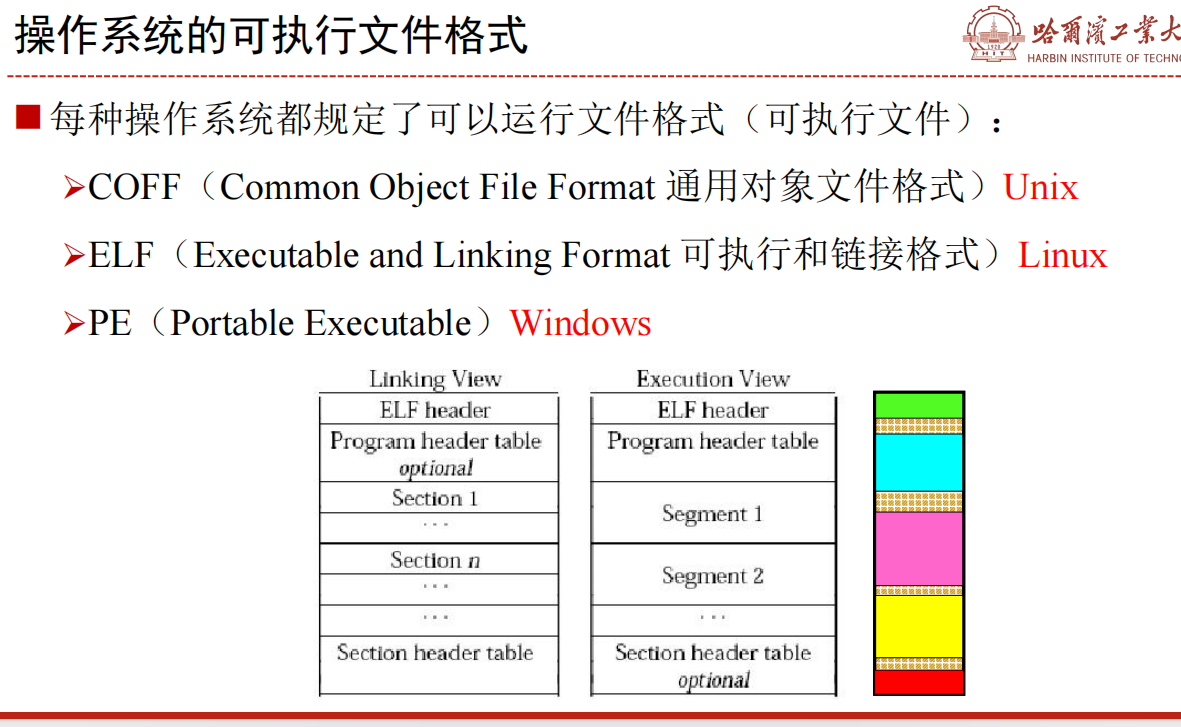 操作系统的可执行文件格式
哈爾濱工業大
1920
HIT
HARBIN INSTITUTE OF TECHNO
每种操作系统都规定了可以运行文件格式（可执行文件）：
COFF（Common Object File Format 通用对象文件格式）Unix
ELF（Executable and Linking Format 可执行和链接格式）Linux
PE（Portable Executable）Windows
Linking View
ELF header
Program header table
optional
Section 1
. . .
Section n
. . .
. . .
Section header table
Execution View
ELF header
Program header table
Segment 1
Segment 2
. . .
Section header table
optional